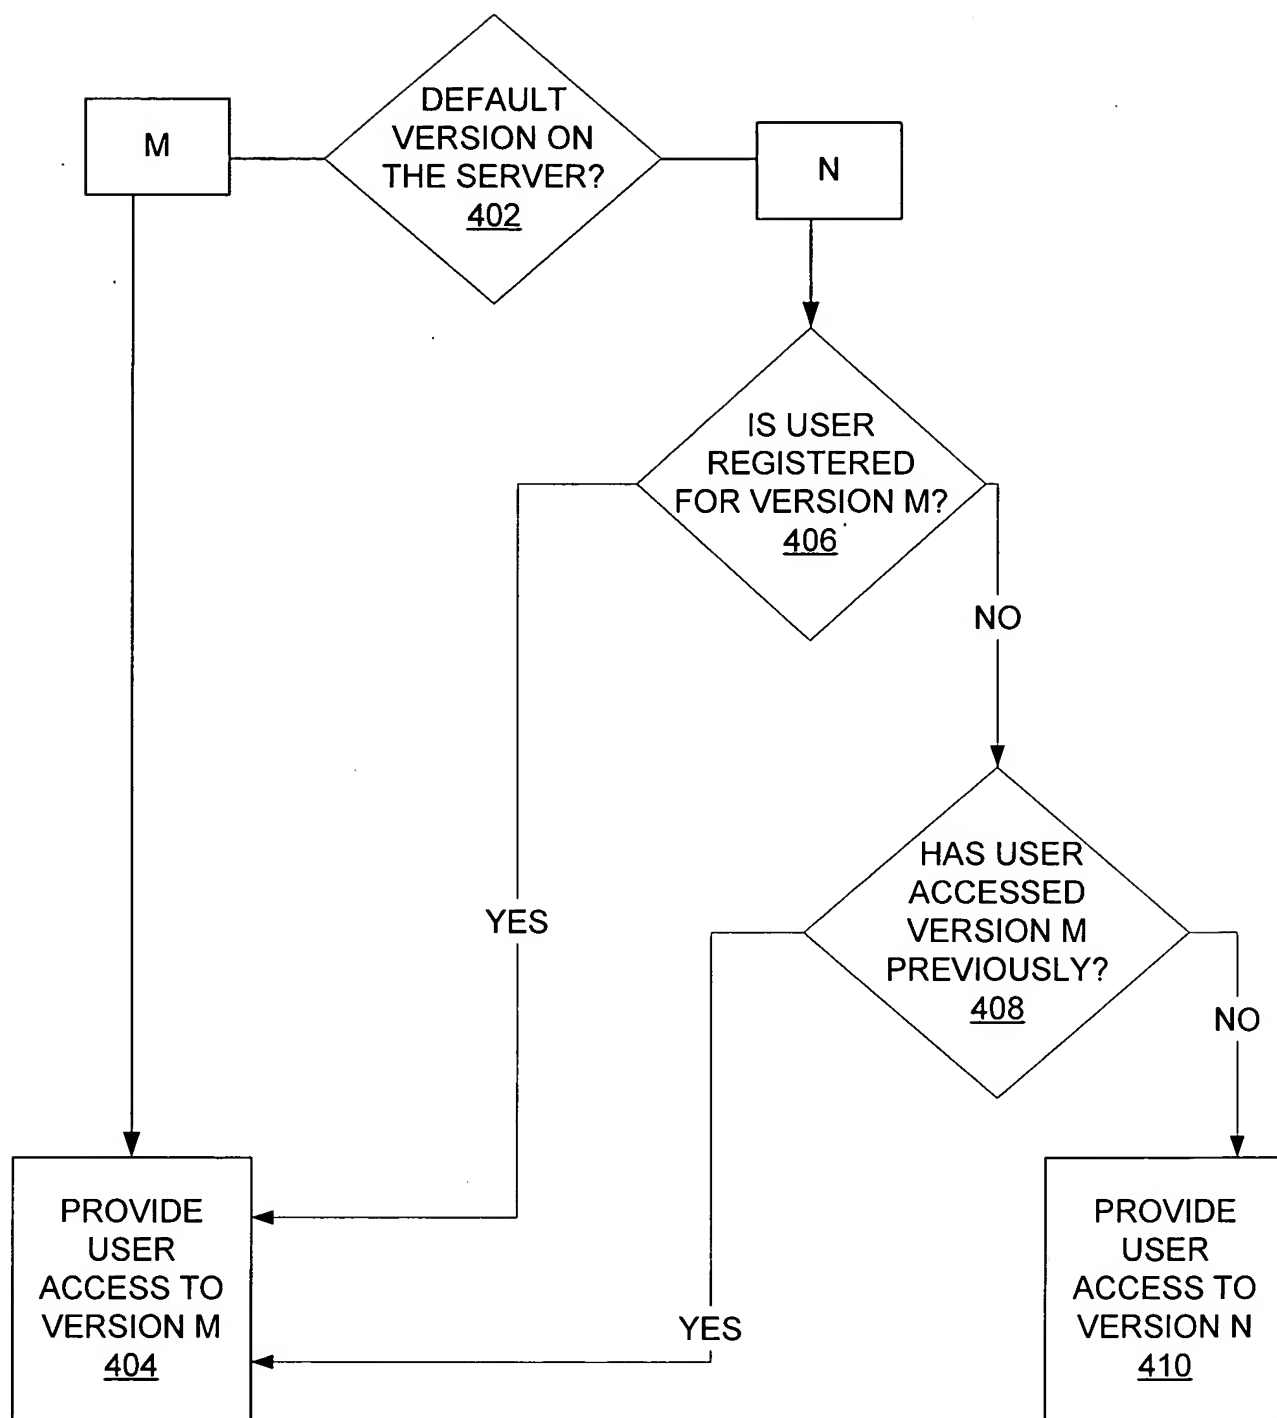 DEFAULT
VERSION ON
THE SERVER?
402
M
N
IS USER
REGISTERED
FOR VERSION M?
406
NO
HAS USER
ACCESSED
VERSION M
PREVIOUSLY?
408
YES
NO
PROVIDE
USER
ACCESS TO
VERSION M
404
YES
PROVIDE
USER
ACCESS TO
VERSION N
410